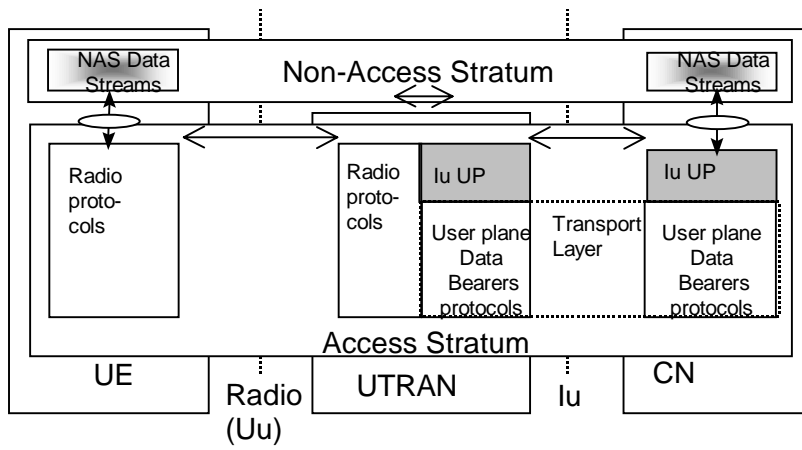 NAS Data
Streams
Non-Access Stratum
NAS Data
Streams
Radio
proto-
cols
Radio
proto-
cols
Iu UP
User plane
Data
Bearers
protocols
Transport
Layer
Iu UP
User plane
Data
Bearers
protocols
Access Stratum
UE
Radio
(Uu)
UTRAN
Iu
CN